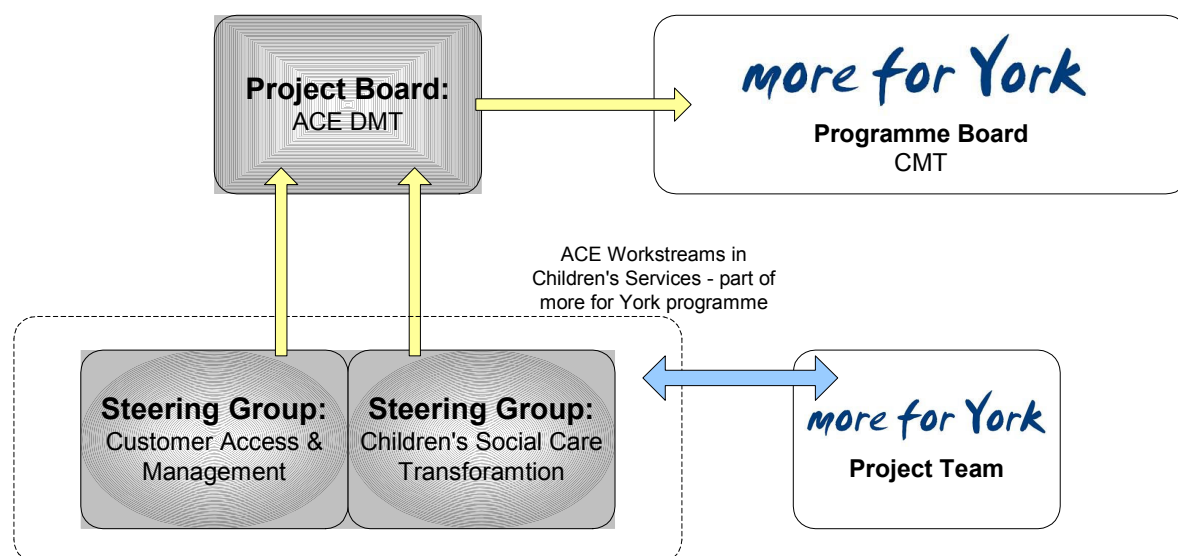 Project Board:
ACE DMT
more for York
Programme Board
CMT
ACE Workstreams in
Children's Services - part of
more for York programme
Steering Group:
Customer Access &
Management
Steering Group:
Children's Social Care
Transforamtion
more for York
Project Team